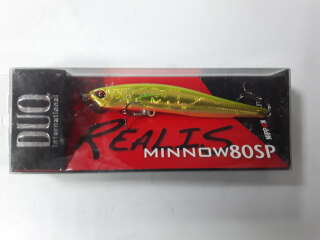 DUO
International
REALIS
MINNOW80SP